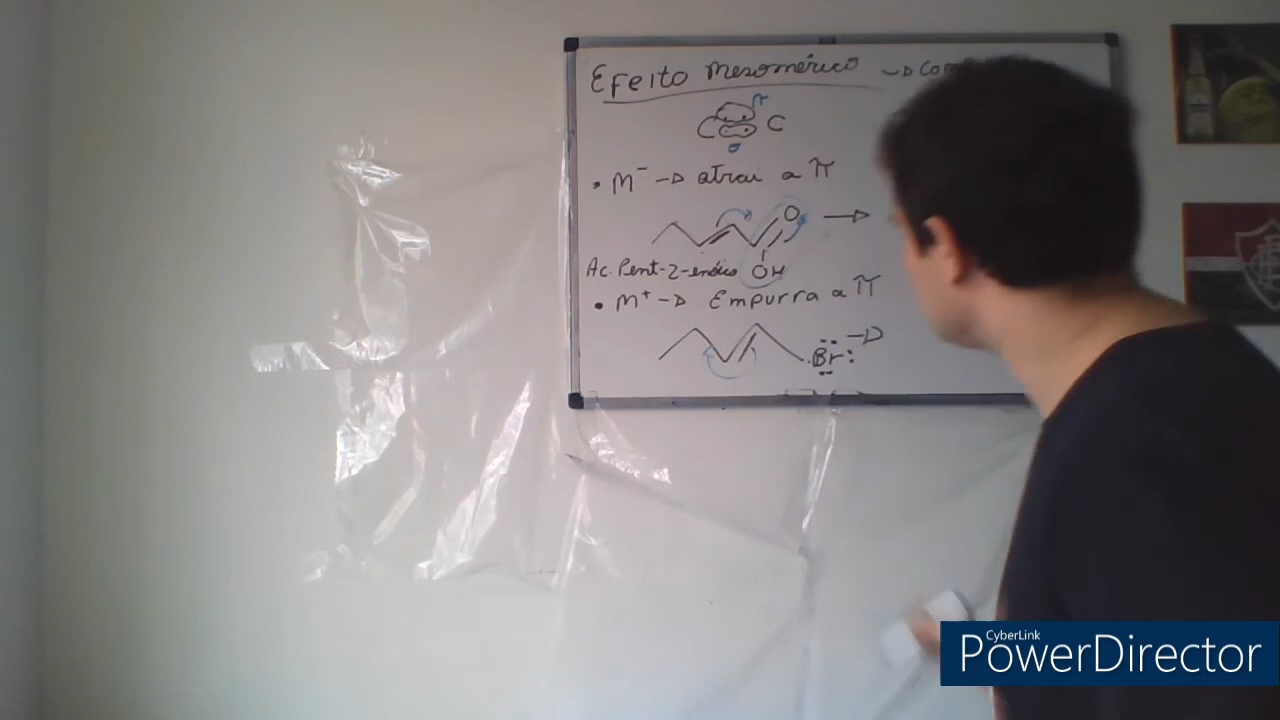 Efeito Mesomérico →
π
C C
σ
• M⁻ → atrai a π
O →
Ac. Pent-2-enóico OH
• M⁺ → Empurra a π
Br →
CyberLink
PowerDirector